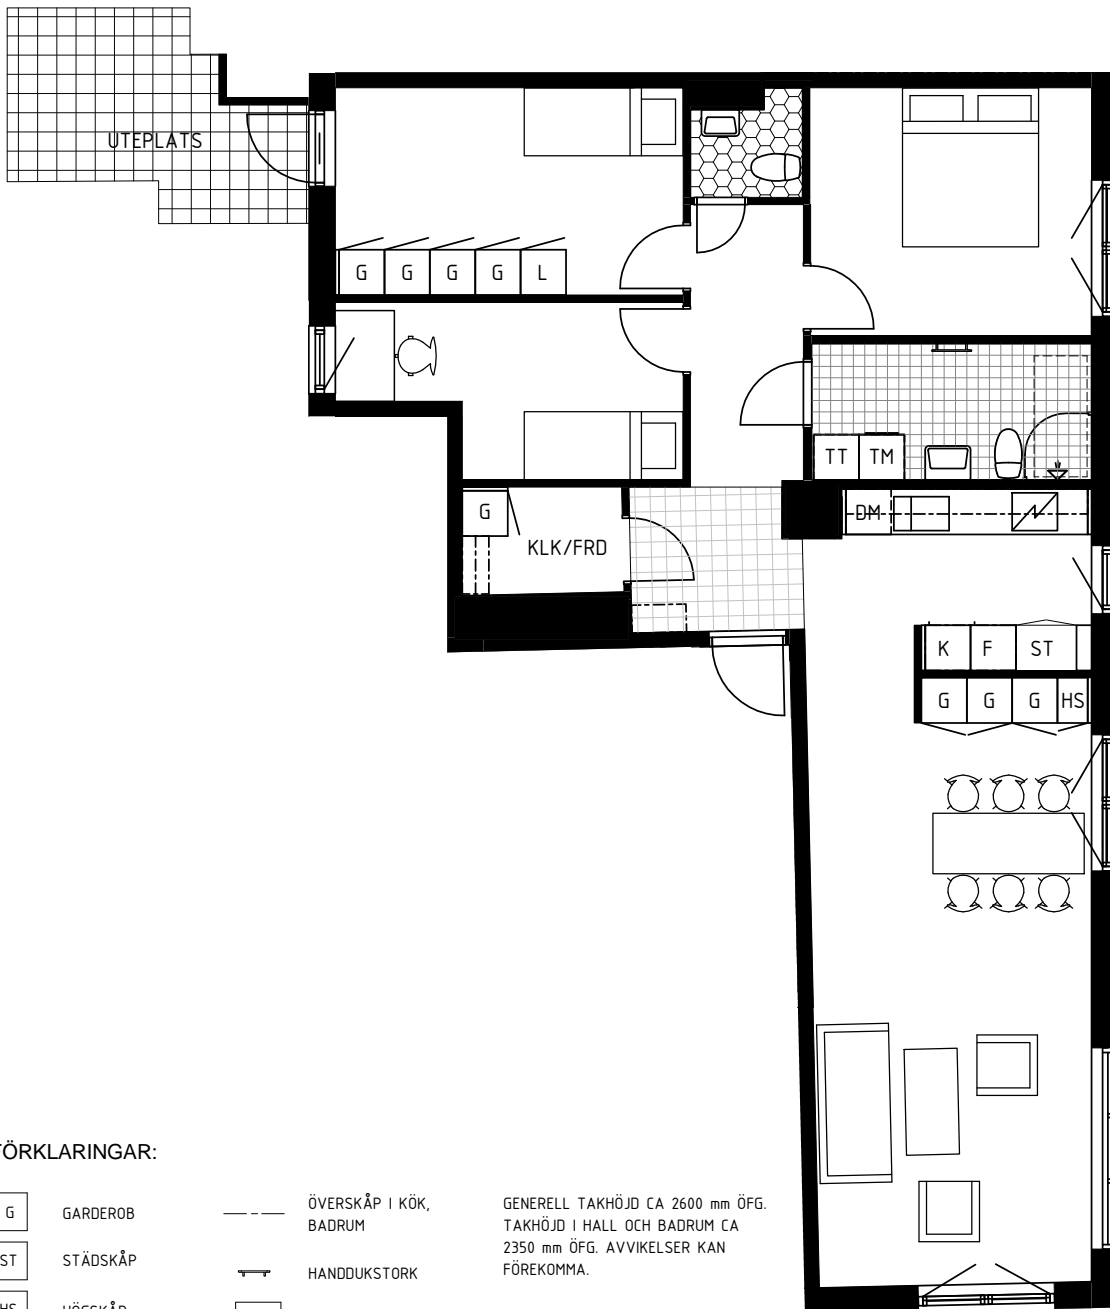 UTEPLATS
G G G G L
TT TM
G
KLK/FRD
DM
K F ST
G G G HS
FÖRKLARINGAR:
G GARDEROB
ÖVERSKÅP I KÖK,
BADRUM
ST STÄDSKÅP
HANDDUKSTORK
HS HÖGSKÅP
GENERELL TAKHÖJD CA 2600 mm ÖFG.
TAKHÖJD I HALL OCH BADRUM CA
2350 mm ÖFG. AVVIKELSER KAN
FÖREKOMMA.